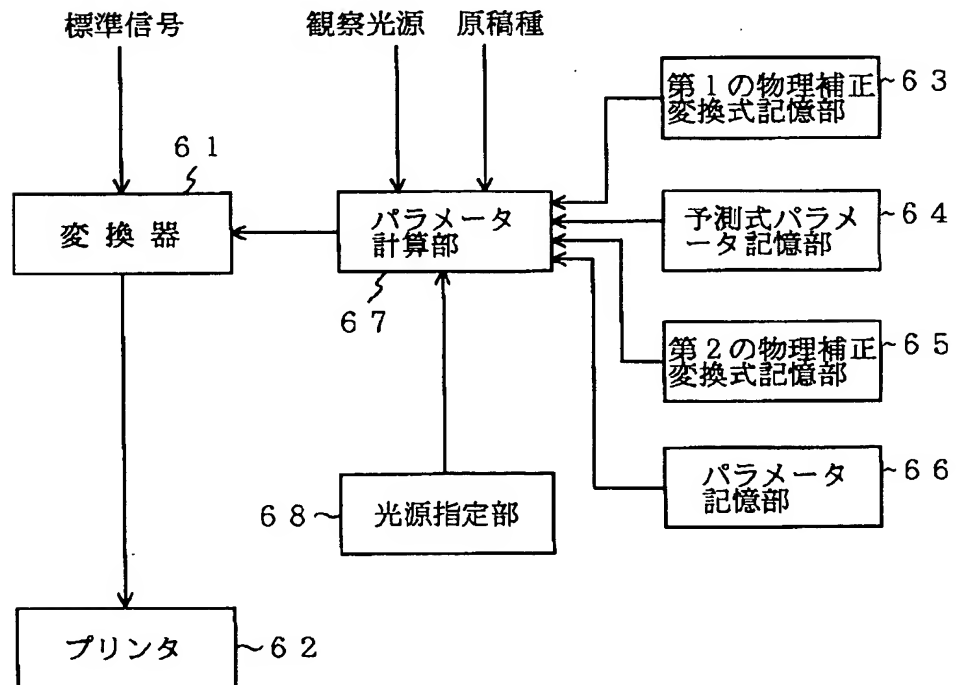 標準信号
観察光源 原稿種
第1の物理補正
変換式記憶部
63
61
変換器
パラメータ
計算部
67
予測式パラメ
ータ記憶部
64
第2の物理補正
変換式記憶部
65
パラメータ
記憶部
66
68
光源指定部
プリンタ
62